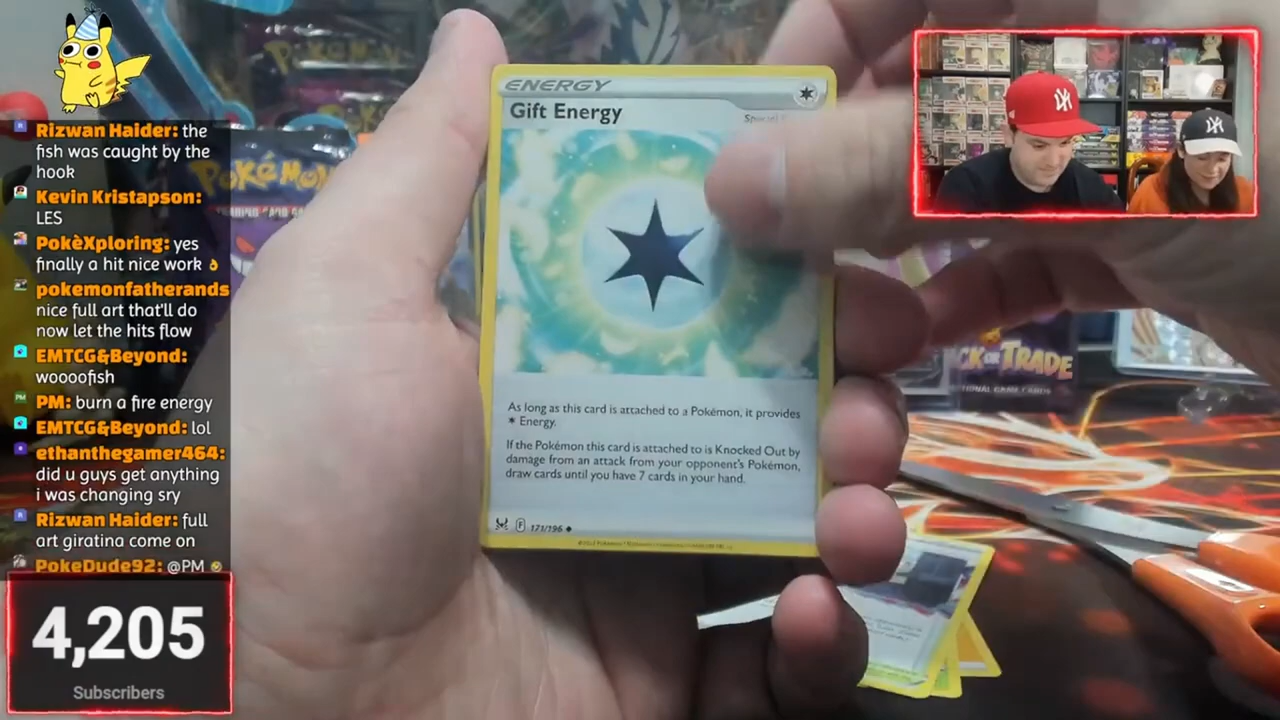 Rizwan Haider: the
fish was caught by the
hook
Kevin Kristapson:
LES
PokèXploring: yes
finally a hit nice work 👌
pokemonfatherands
nice full art that'll do
now let the hits flow
EMTCG&Beyond:
woooofish
PM: burn a fire energy
EMTCG&Beyond: lol
ethanthegamer464:
did u guys get anything
i was changing sry
Rizwan Haider: full
art giratina come on
PokeDude92: @PM
4,205
Subscribers
POKÉMON
Pokémon
ENERGY
Gift Energy
As long as this card is attached to a Pokémon, it provides
Energy.
If the Pokémon this card is attached to is Knocked Out by
damage from an attack from your opponent's Pokémon,
draw cards until you have 7 cards in your hand.
F 171/196
CK OR TRADE